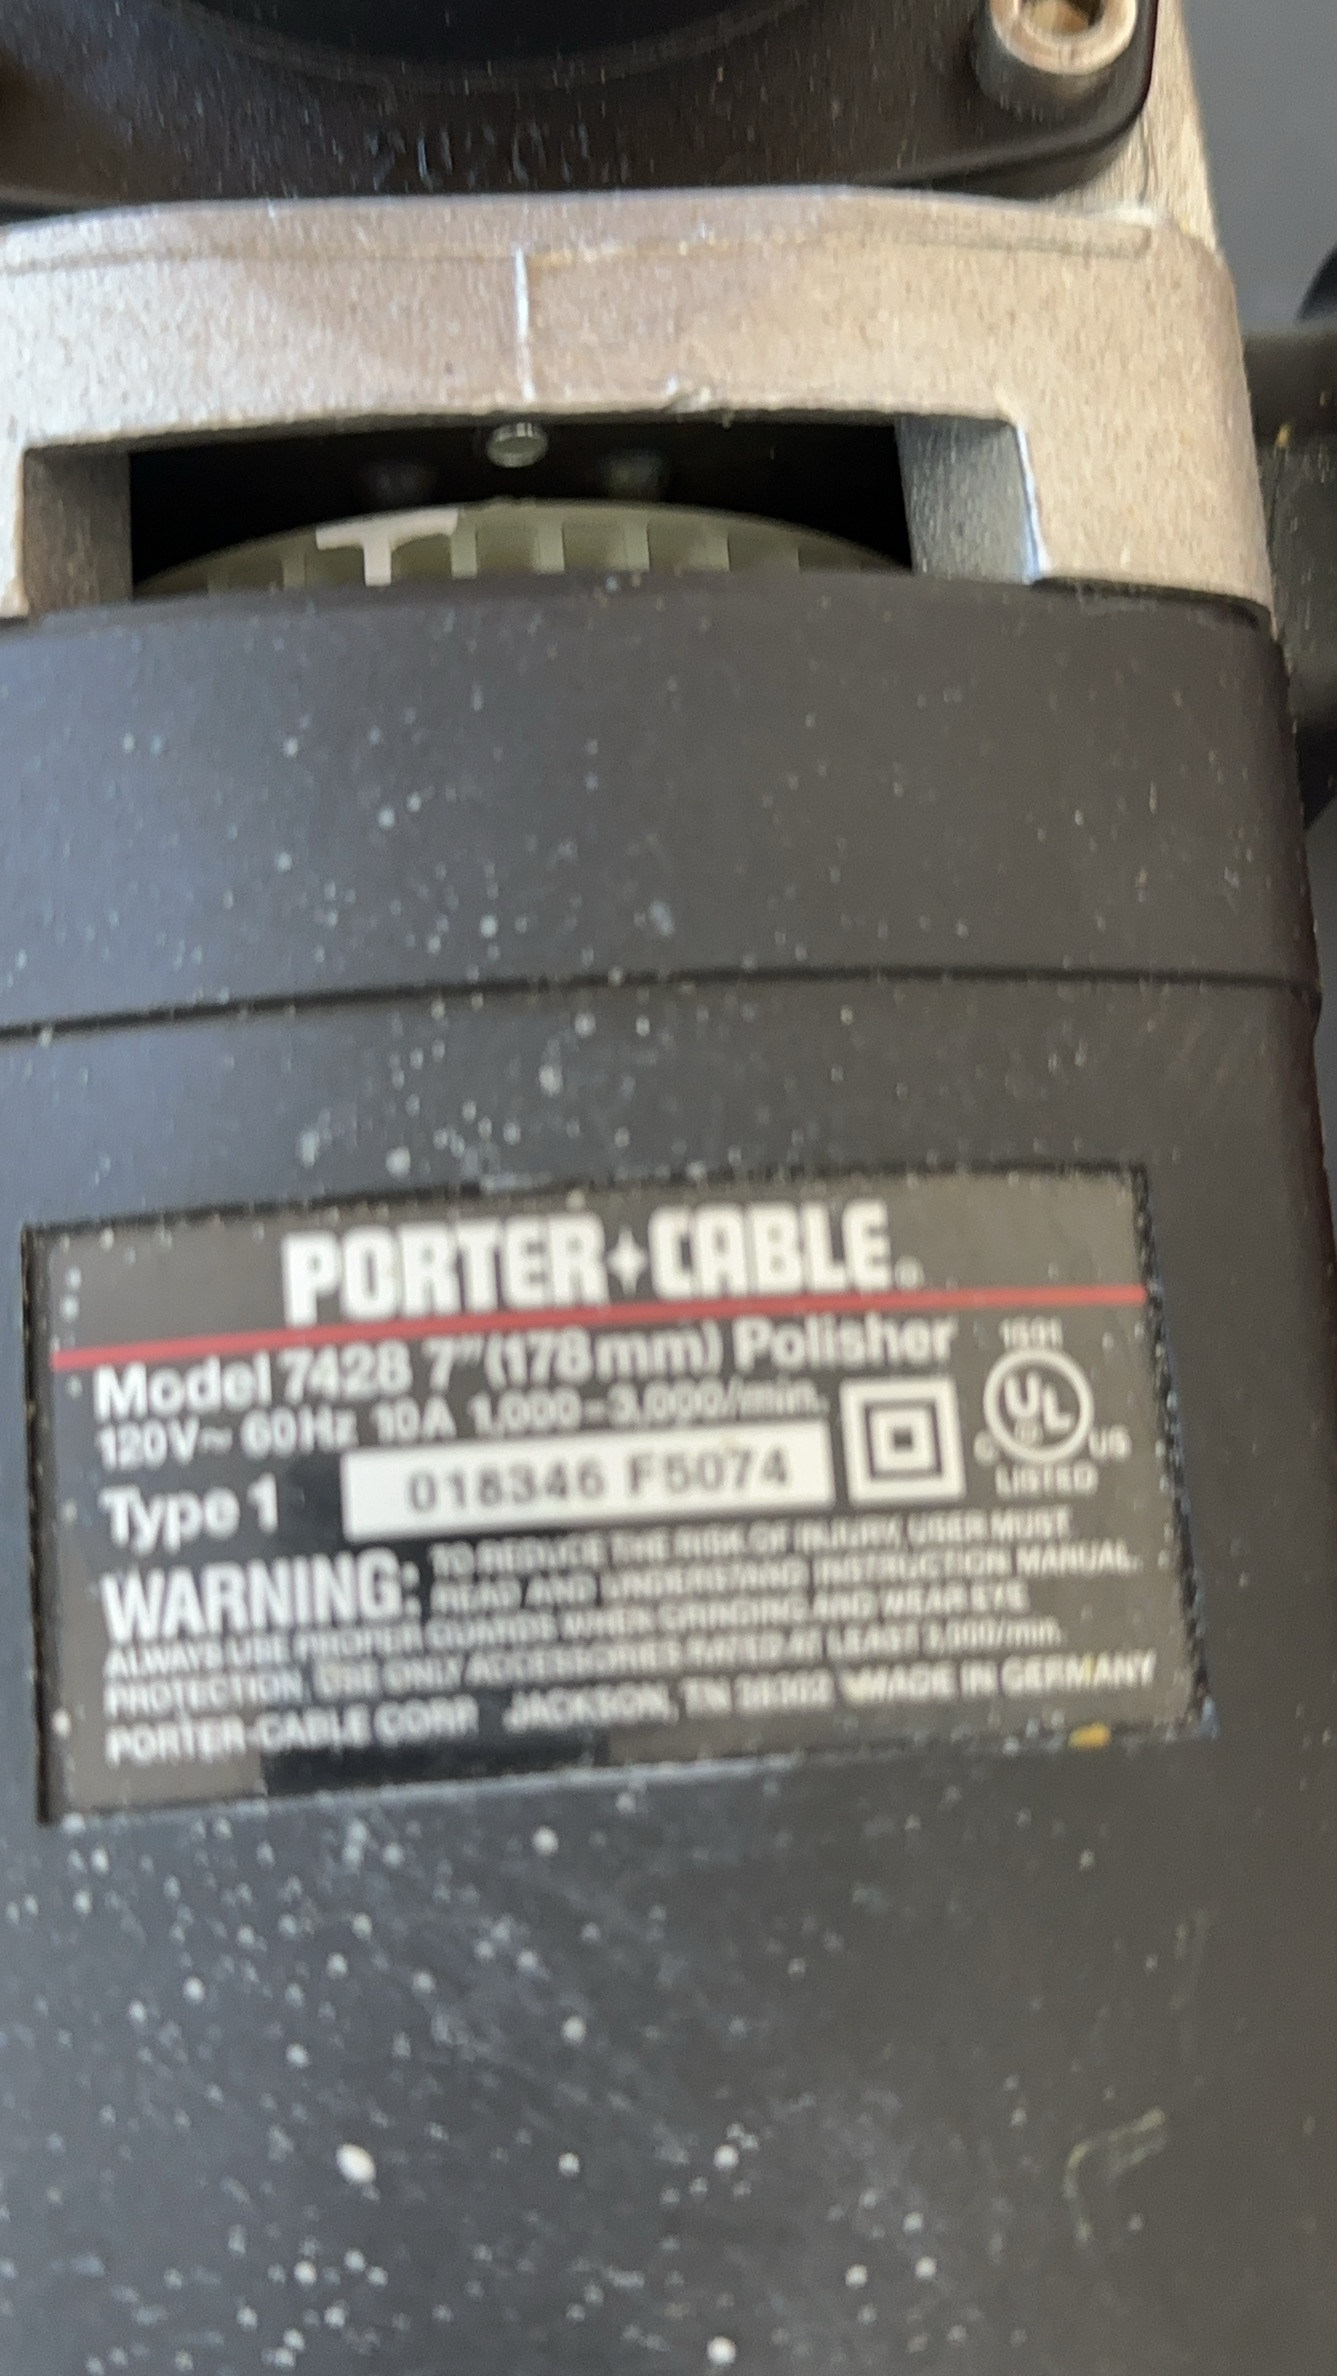 PORTER+CABLE®
Model 7428 7"(178mm) Polisher
120V~ 60Hz 10A 1,000-3,000/min.
Type 1 018346 F5074
UL
C US
LISTED
WARNING: TO REDUCE THE RISK OF INJURY, USER MUST
READ AND UNDERSTAND INSTRUCTION MANUAL.
ALWAYS USE PROPER GUARDS WHEN GRINDING AND WEAR EYE
PROTECTION. USE ONLY ACCESSORIES RATED AT LEAST 3,000/min.
PORTER-CABLE CORP. JACKSON, TN MADE IN GERMANY